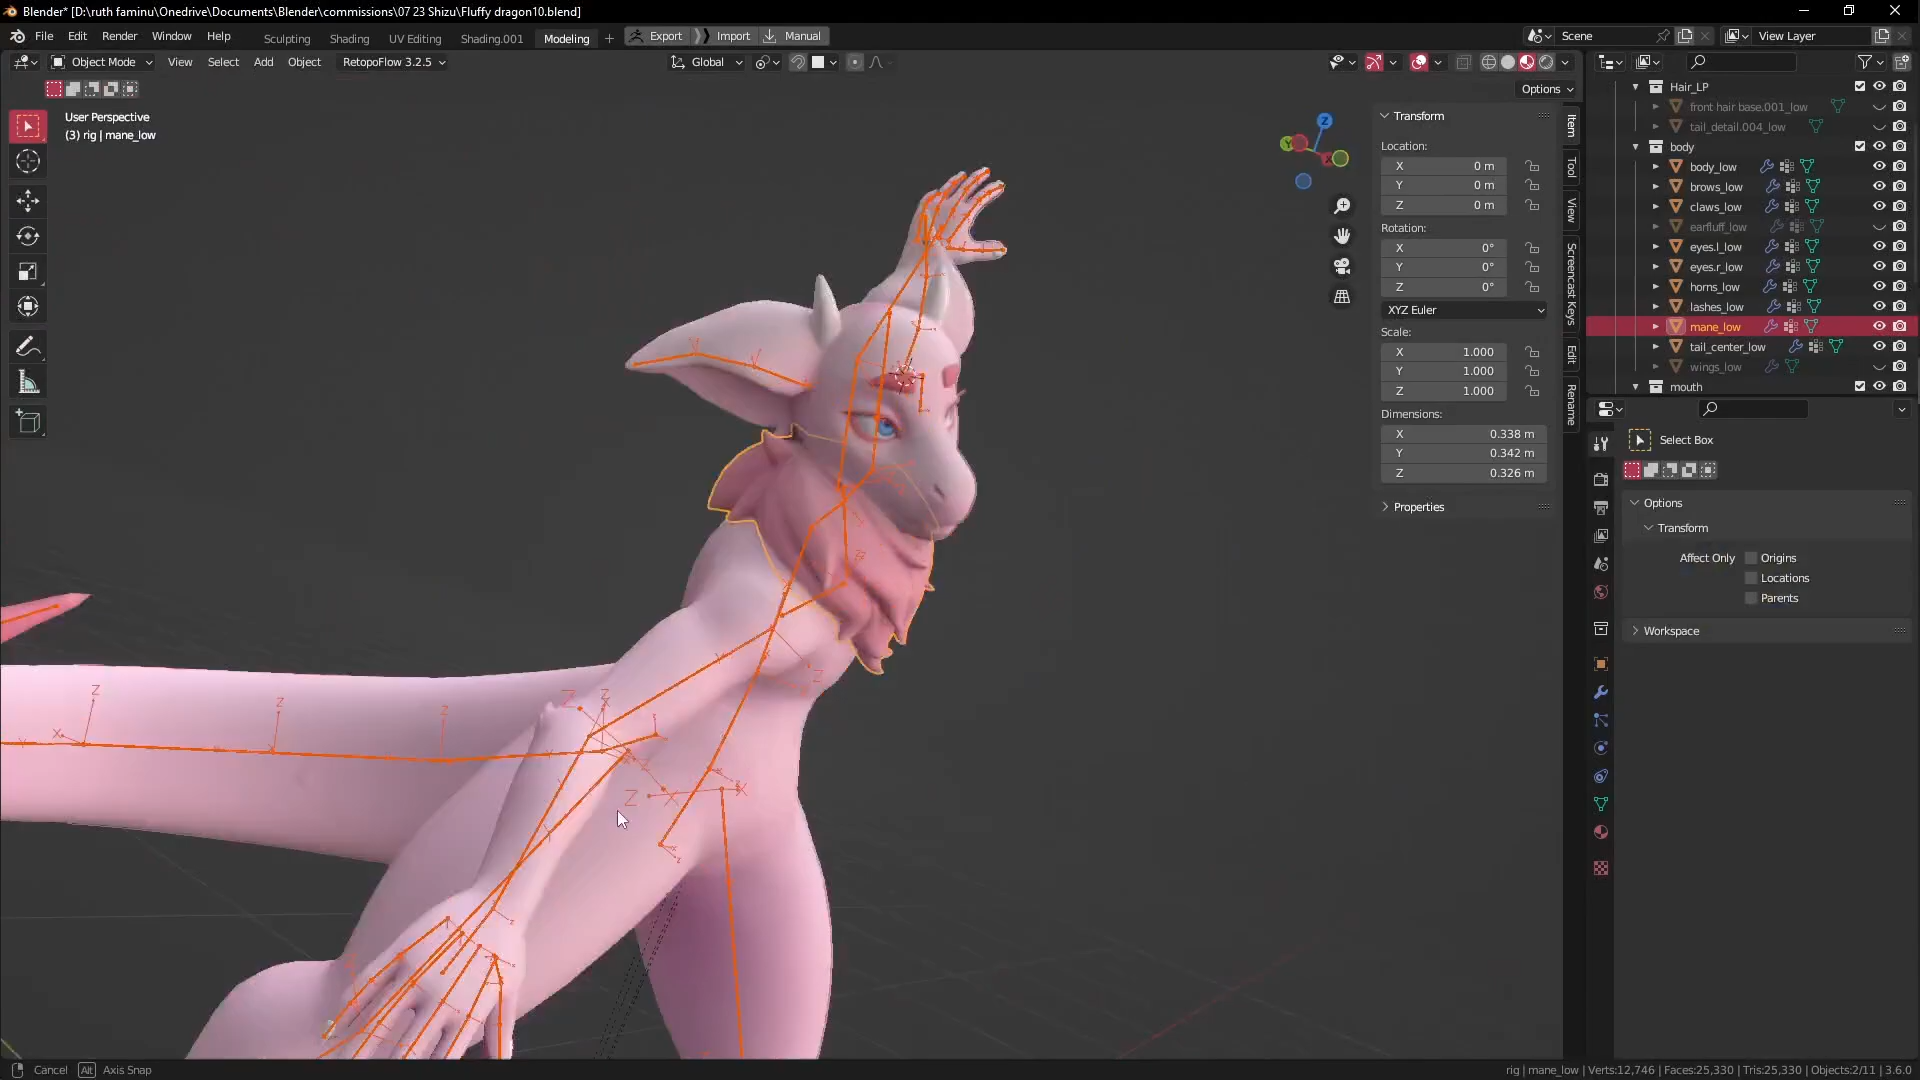 Blender* [D:\ruth faminu\Onedrive\Documents\Blender\commissions\07 23 Shizu\Fluffy dragon10.blend]
File Edit Render Window Help Sculpting Shading UV Editing Shading.001 Modeling + Export Import Manual Scene View Layer
Object Mode View Select Add Object RetopoFlow 3.2.5 Global
Options
User Perspective
(3) rig | mane_low
Z
Y
X
Transform
Location:
X 0 m
Y 0 m
Z 0 m
Rotation:
X 0°
Y 0°
Z 0°
XYZ Euler
Scale:
X 1.000
Y 1.000
Z 1.000
Dimensions:
X 0.338 m
Y 0.342 m
Z 0.326 m
Properties
Item
Tool
View
Screencast Keys
Edit
Rename
Hair_LP
front hair base.001_low
tail_detail.004_low
body
body_low
brows_low
claws_low
earfluff_low
eyes.l_low
eyes.r_low
horns_low
lashes_low
mane_low
tail_center_low
wings_low
mouth
Select Box
Options
Transform
Affect Only Origins
Locations
Parents
Workspace
Cancel Alt Axis Snap
rig | mane_low | Verts:12,746 | Faces:25,330 | Tris:25,330 | Objects:2/11 | 3.6.0